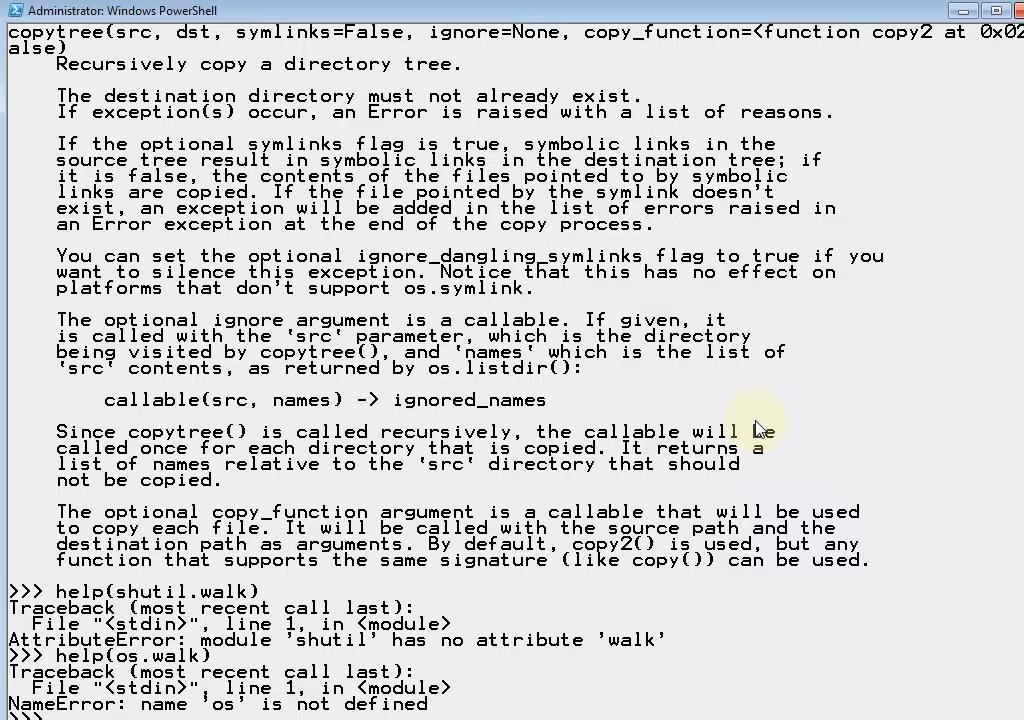 Administrator: Windows PowerShell
copytree(src, dst, symlinks=False, ignore=None, copy_function=<function copy2 at 0x02
alse)
Recursively copy a directory tree.
The destination directory must not already exist.
If exception(s) occur, an Error is raised with a list of reasons.
If the optional symlinks flag is true, symbolic links in the
source tree result in symbolic links in the destination tree; if
it is false, the contents of the files pointed to by symbolic
links are copied. If the file pointed by the symlink doesn't
exist, an exception will be added in the list of errors raised in
an Error exception at the end of the copy process.
You can set the optional ignore_dangling_symlinks flag to true if you
want to silence this exception. Notice that this has no effect on
platforms that don't support os.symlink.
The optional ignore argument is a callable. If given, it
is called with the `src` parameter, which is the directory
being visited by copytree(), and `names` which is the list of
`src` contents, as returned by os.listdir():
callable(src, names) -> ignored_names
Since copytree() is called recursively, the callable will be
called once for each directory that is copied. It returns a
list of names relative to the `src` directory that should
not be copied.
The optional copy_function argument is a callable that will be used
to copy each file. It will be called with the source path and the
destination path as arguments. By default, copy2() is used, but any
function that supports the same signature (like copy()) can be used.
>>> help(shutil.walk)
Traceback (most recent call last):
File "<stdin>", line 1, in <module>
AttributeError: module 'shutil' has no attribute 'walk'
>>> help(os.walk)
Traceback (most recent call last):
File "<stdin>", line 1, in <module>
NameError: name 'os' is not defined
>>>